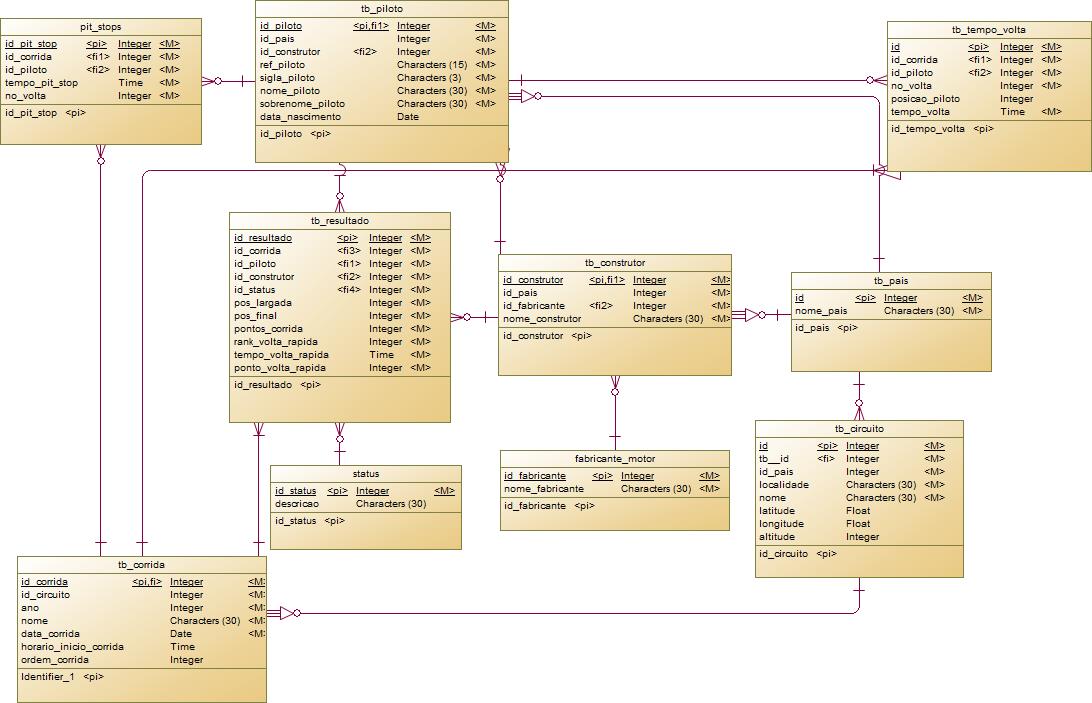 pit_stops
id_pit_stop <pi> Integer <M>
id_corrida <fi1> Integer <M>
id_piloto <fi2> Integer <M>
tempo_pit_stop Time <M>
no_volta Integer <M>
id_pit_stop <pi>
tb_piloto
id_piloto <pi,fi1> Integer <M>
id_pais Integer <M>
id_construtor <fi2> Integer <M>
ref_piloto Characters (15) <M>
sigla_piloto Characters (3) <M>
nome_piloto Characters (30) <M>
sobrenome_piloto Characters (30) <M>
data_nascimento Date
id_piloto <pi>
tb_tempo_volta
id <pi> Integer <M>
id_corrida <fi1> Integer <M>
id_piloto <fi2> Integer <M>
no_volta Integer <M>
posicao_piloto Integer
tempo_volta Time <M>
id_tempo_volta <pi>
tb_resultado
id_resultado <pi> Integer <M>
id_corrida <fi3> Integer <M>
id_piloto <fi1> Integer <M>
id_construtor <fi2> Integer <M>
id_status <fi4> Integer <M>
pos_largada Integer <M>
pos_final Integer <M>
pontos_corrida Integer <M>
rank_volta_rapida Integer <M>
tempo_volta_rapida Time <M>
ponto_volta_rapida Integer <M>
id_resultado <pi>
tb_construtor
id_construtor <pi,fi1> Integer <M>
id_pais Integer <M>
id_fabricante <fi2> Integer <M>
nome_construtor Characters (30) <M>
id_construtor <pi>
tb_pais
id <pi> Integer <M>
nome_pais Characters (30) <M>
id_pais <pi>
tb_circuito
id <pi> Integer <M>
tb__id <fi> Integer <M>
id_pais Integer <M>
localidade Characters (30) <M>
nome Characters (30) <M>
latitude Float
longitude Float
altitude Integer
id_circuito <pi>
fabricante_motor
id_fabricante <pi> Integer <M>
nome_fabricante Characters (30) <M>
id_fabricante <pi>
status
id_status <pi> Integer <M>
descricao Characters (30)
id_status <pi>
tb_corrida
id_corrida <pi,fi> Integer <M>
id_circuito Integer <M>
ano Integer <M>
nome Characters (30) <M>
data_corrida Date <M>
horario_inicio_corrida Time
ordem_corrida Integer
Identifier_1 <pi>